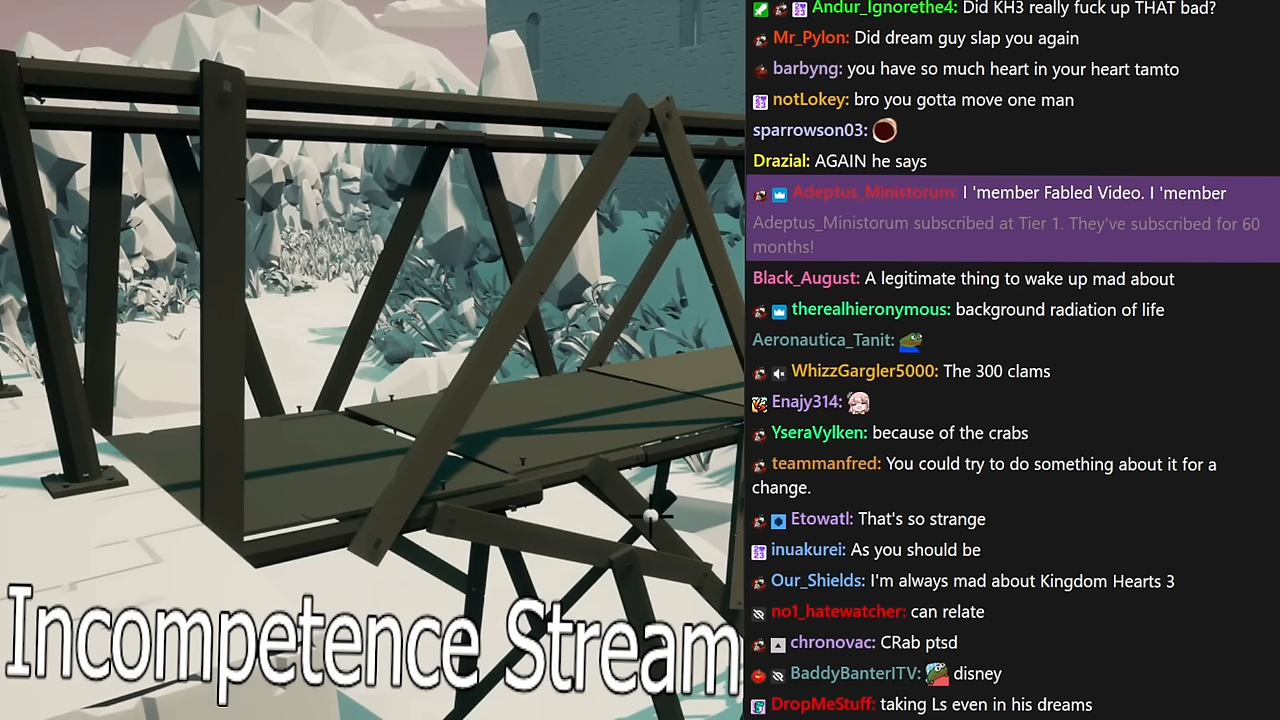 Andur_Ignorethe4: Did KH3 really fuck up THAT bad?
Mr_Pylon: Did dream guy slap you again
barbyng: you have so much heart in your heart tamto
notLokey: bro you gotta move one man
sparrowson03:
Drazial: AGAIN he says
Adeptus_Ministorum: I 'member Fabled Video. I 'member
Adeptus_Ministorum subscribed at Tier 1. They've subscribed for 60
months!
Black_August: A legitimate thing to wake up mad about
therealhieronymous: background radiation of life
Aeronautica_Tanit:
WhizzGargler5000: The 300 clams
Enajy314:
YseraVylken: because of the crabs
teammanfred: You could try to do something about it for a
change.
Etowatl: That's so strange
inuakurei: As you should be
Our_Shields: I'm always mad about Kingdom Hearts 3
no1_hatewatcher: can relate
chronovac: CRab ptsd
BaddyBanterITV: disney
DropMeStuff: taking Ls even in his dreams
Incompetence Stream